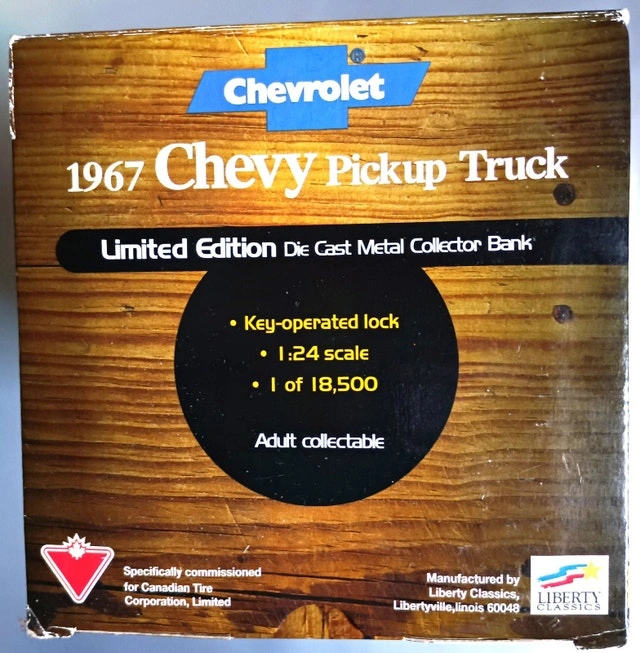 Chevrolet ®
1967 Chevy Pickup Truck
Limited Edition Die Cast Metal Collector Bank
• Key-operated lock
• 1:24 scale
• 1 of 18,500
Adult collectable
Specifically commissioned
for Canadian Tire
Corporation, Limited
Manufactured by
Liberty Classics,
Libertyville,linois 60048
LIBERTY
CLASSICS